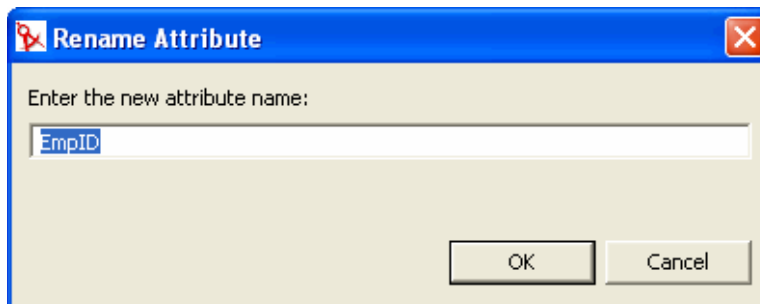 Rename Attribute
Enter the new attribute name:
EmpID
OK Cancel